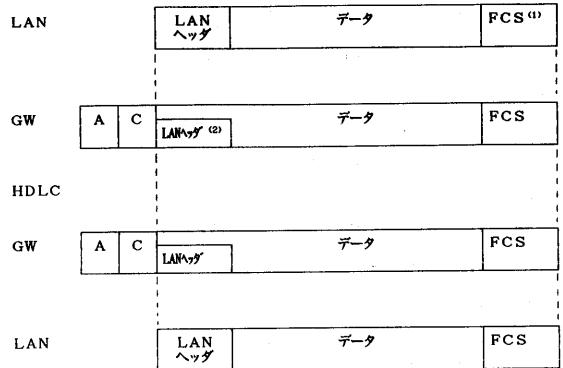 LAN
LAN
ヘッダ
データ
FCS(1)
GW
A
C
LANヘッダ(2)
データ
FCS
HDLC
GW
A
C
LANヘッダ
データ
FCS
LAN
LAN
ヘッダ
データ
FCS